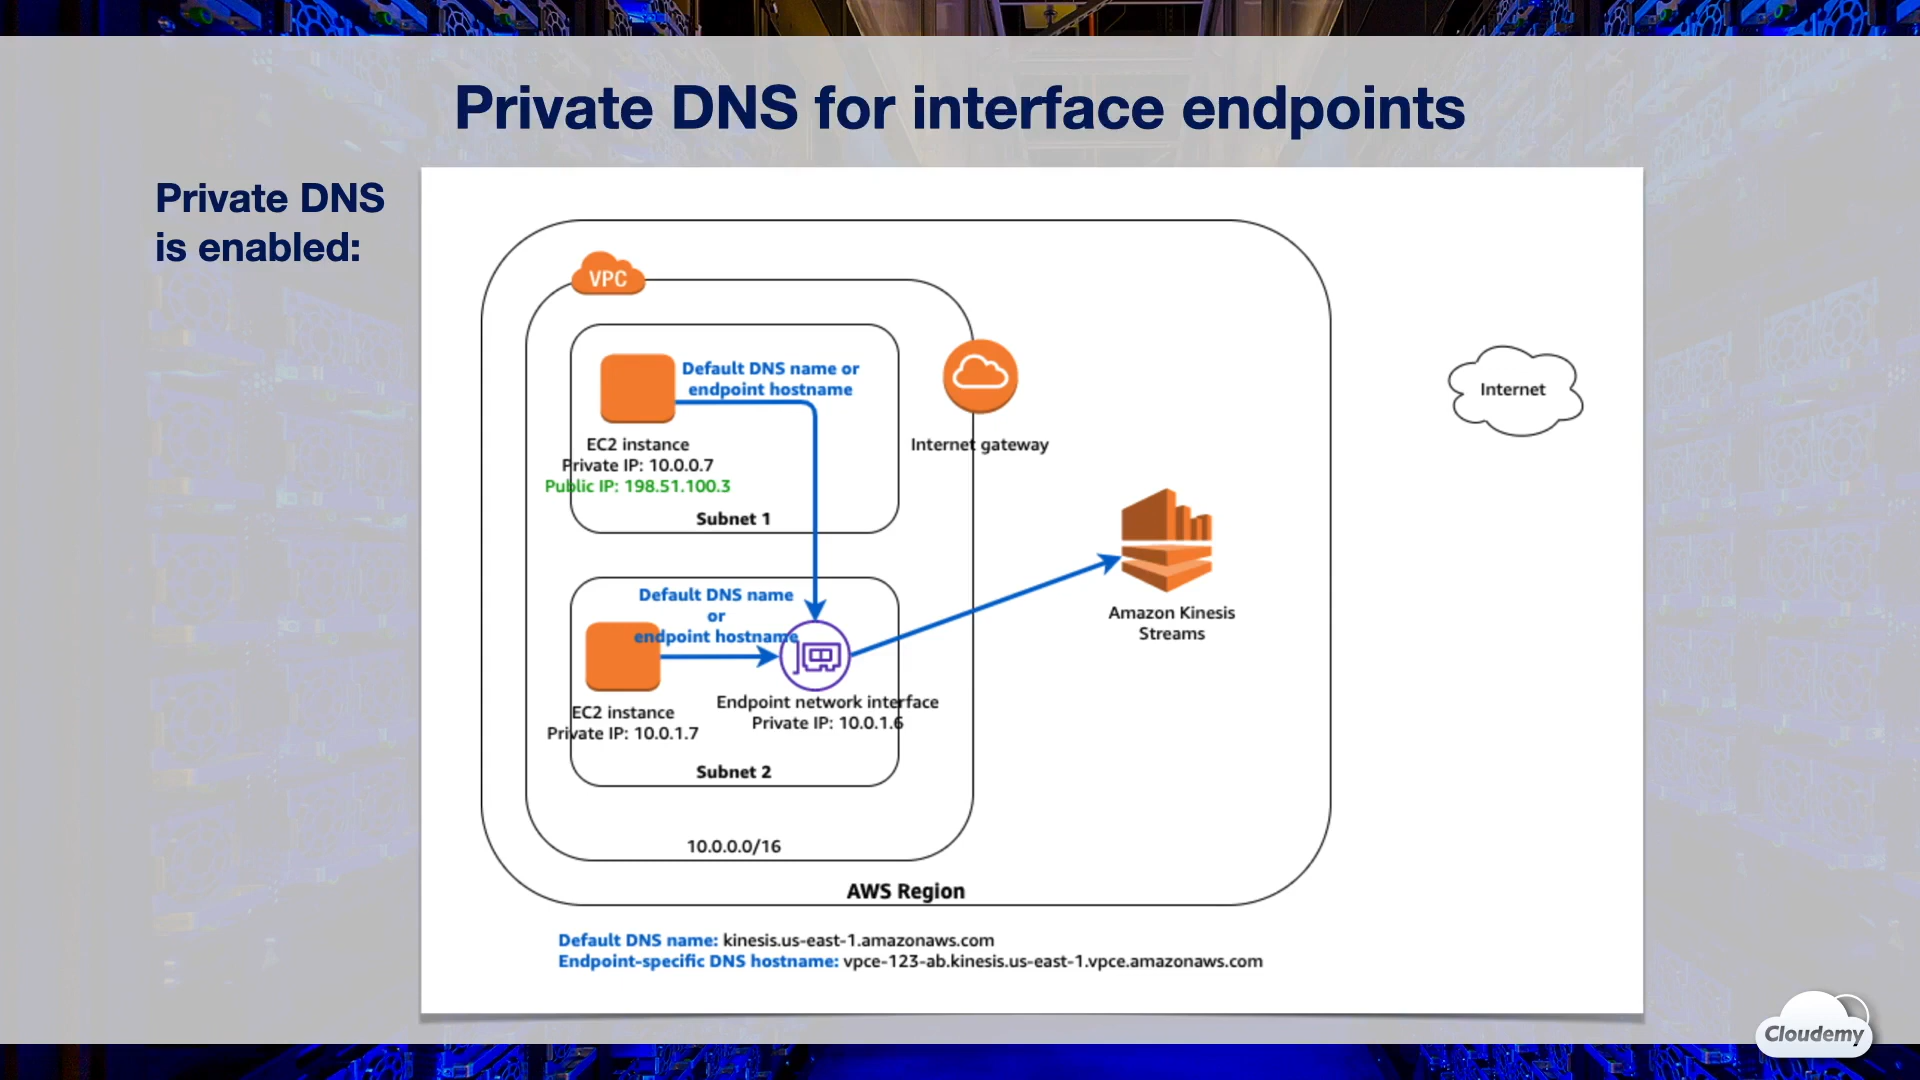 Private DNS for interface endpoints
Private DNS
is enabled:
VPC
Default DNS name or
endpoint hostname
EC2 instance
Private IP: 10.0.0.7
Public IP: 198.51.100.3
Subnet 1
Internet gateway
Internet
Amazon Kinesis
Streams
Default DNS name
or
endpoint hostname
EC2 instance
Private IP: 10.0.1.7
Endpoint network interface
Private IP: 10.0.1.6
Subnet 2
10.0.0.0/16
AWS Region
Default DNS name: kinesis.us-east-1.amazonaws.com
Endpoint-specific DNS hostname: vpce-123-ab.kinesis.us-east-1.vpce.amazonaws.com
Cloudemy